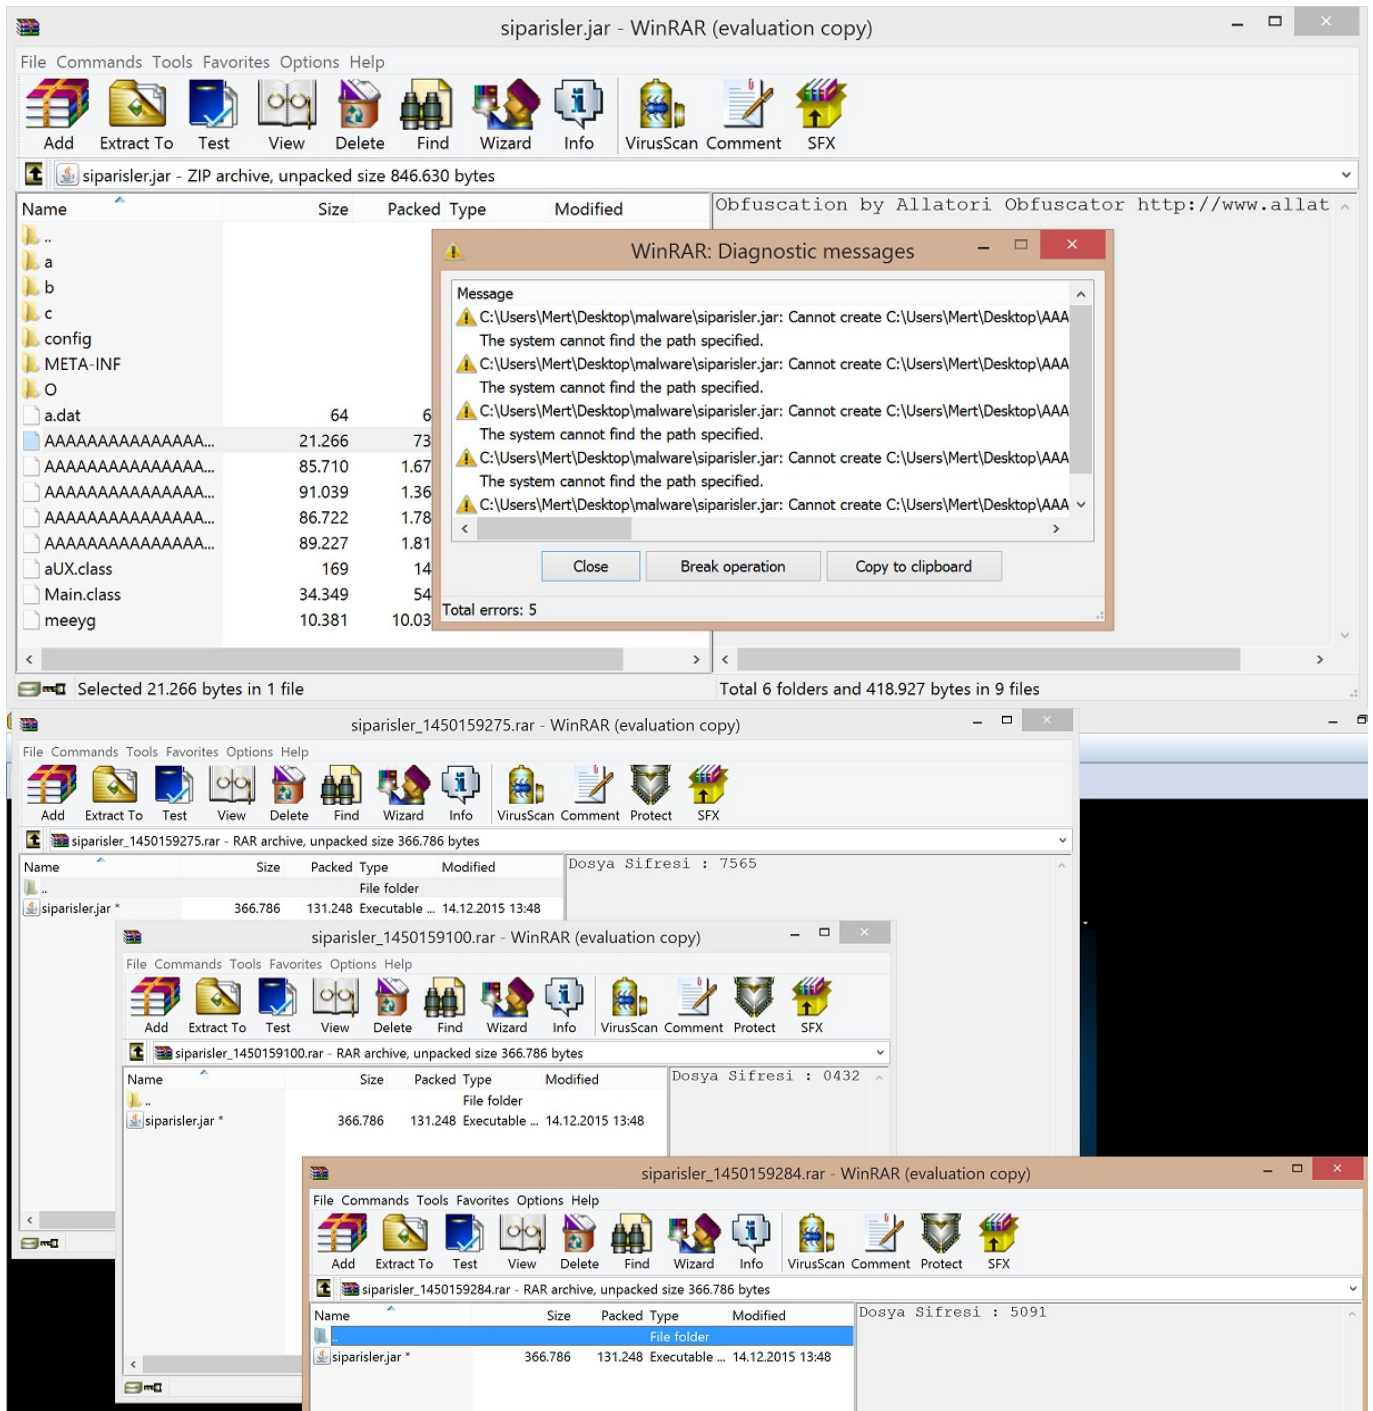 siparisler.jar - WinRAR (evaluation copy)
File Commands Tools Favorites Options Help
Add Extract To Test View Delete Find Wizard Info VirusScan Comment SFX
siparisler.jar - ZIP archive, unpacked size 846.630 bytes
Name Size Packed Type Modified
Obfuscation by Allatori Obfuscator http://www.allat
..
a
b
c
config
META-INF
O
a.dat 64 6
AAAAAAAAAAAAAAA... 21.266 73
AAAAAAAAAAAAAAA... 85.710 1.67
AAAAAAAAAAAAAAA... 91.039 1.36
AAAAAAAAAAAAAAA... 86.722 1.78
AAAAAAAAAAAAAAA... 89.227 1.81
aUX.class 169 14
Main.class 34.349 54
meeyg 10.381 10.03
WinRAR: Diagnostic messages
Message
C:\Users\Mert\Desktop\malware\siparisler.jar: Cannot create C:\Users\Mert\Desktop\AAA
The system cannot find the path specified.
C:\Users\Mert\Desktop\malware\siparisler.jar: Cannot create C:\Users\Mert\Desktop\AAA
The system cannot find the path specified.
C:\Users\Mert\Desktop\malware\siparisler.jar: Cannot create C:\Users\Mert\Desktop\AAA
The system cannot find the path specified.
C:\Users\Mert\Desktop\malware\siparisler.jar: Cannot create C:\Users\Mert\Desktop\AAA
The system cannot find the path specified.
C:\Users\Mert\Desktop\malware\siparisler.jar: Cannot create C:\Users\Mert\Desktop\AAA
Close Break operation Copy to clipboard
Total errors: 5
Selected 21.266 bytes in 1 file
Total 6 folders and 418.927 bytes in 9 files
siparisler_1450159275.rar - WinRAR (evaluation copy)
File Commands Tools Favorites Options Help
Add Extract To Test View Delete Find Wizard Info VirusScan Comment Protect SFX
siparisler_1450159275.rar - RAR archive, unpacked size 366.786 bytes
Name Size Packed Type Modified
Dosya Sifresi : 7565
.. File folder
siparisler.jar * 366.786 131.248 Executable ... 14.12.2015 13:48
siparisler_1450159100.rar - WinRAR (evaluation copy)
File Commands Tools Favorites Options Help
Add Extract To Test View Delete Find Wizard Info VirusScan Comment Protect SFX
siparisler_1450159100.rar - RAR archive, unpacked size 366.786 bytes
Name Size Packed Type Modified
Dosya Sifresi : 0432
.. File folder
siparisler.jar * 366.786 131.248 Executable ... 14.12.2015 13:48
siparisler_1450159284.rar - WinRAR (evaluation copy)
File Commands Tools Favorites Options Help
Add Extract To Test View Delete Find Wizard Info VirusScan Comment Protect SFX
siparisler_1450159284.rar - RAR archive, unpacked size 366.786 bytes
Name Size Packed Type Modified
Dosya Sifresi : 5091
.. File folder
siparisler.jar * 366.786 131.248 Executable ... 14.12.2015 13:48